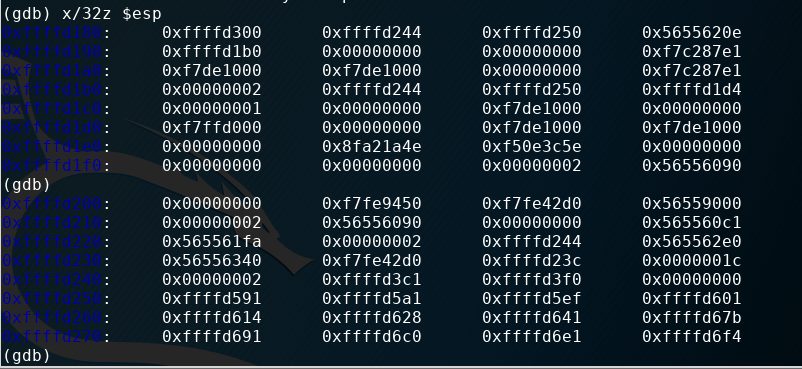 (gdb) x/32z $esp
0xffffd180: 0xffffd300 0xffffd244 0xffffd250 0x5655620e
0xffffd190: 0xffffd1b0 0x00000000 0x00000000 0xf7c287e1
0xffffd1a0: 0xf7de1000 0xf7de1000 0x00000000 0xf7c287e1
0xffffd1b0: 0x00000002 0xffffd244 0xffffd250 0xffffd1d4
0xffffd1c0: 0x00000001 0x00000000 0xf7de1000 0x00000000
0xffffd1d0: 0xf7ffd000 0x00000000 0xf7de1000 0xf7de1000
0xffffd1e0: 0x00000000 0x8fa21a4e 0xf50e3c5e 0x00000000
0xffffd1f0: 0x00000000 0x00000000 0x00000002 0x56556090
(gdb)
0xffffd200: 0x00000000 0xf7fe9450 0xf7fe42d0 0x56559000
0xffffd210: 0x00000002 0x56556090 0x00000000 0x565560c1
0xffffd220: 0x565561fa 0x00000002 0xffffd244 0x565562e0
0xffffd230: 0x56556340 0xf7fe42d0 0xffffd23c 0x0000001c
0xffffd240: 0x00000002 0xffffd3c1 0xffffd3f0 0x00000000
0xffffd250: 0xffffd591 0xffffd5a1 0xffffd5ef 0xffffd601
0xffffd260: 0xffffd614 0xffffd628 0xffffd641 0xffffd67b
0xffffd270: 0xffffd691 0xffffd6c0 0xffffd6e1 0xffffd6f4
(gdb)